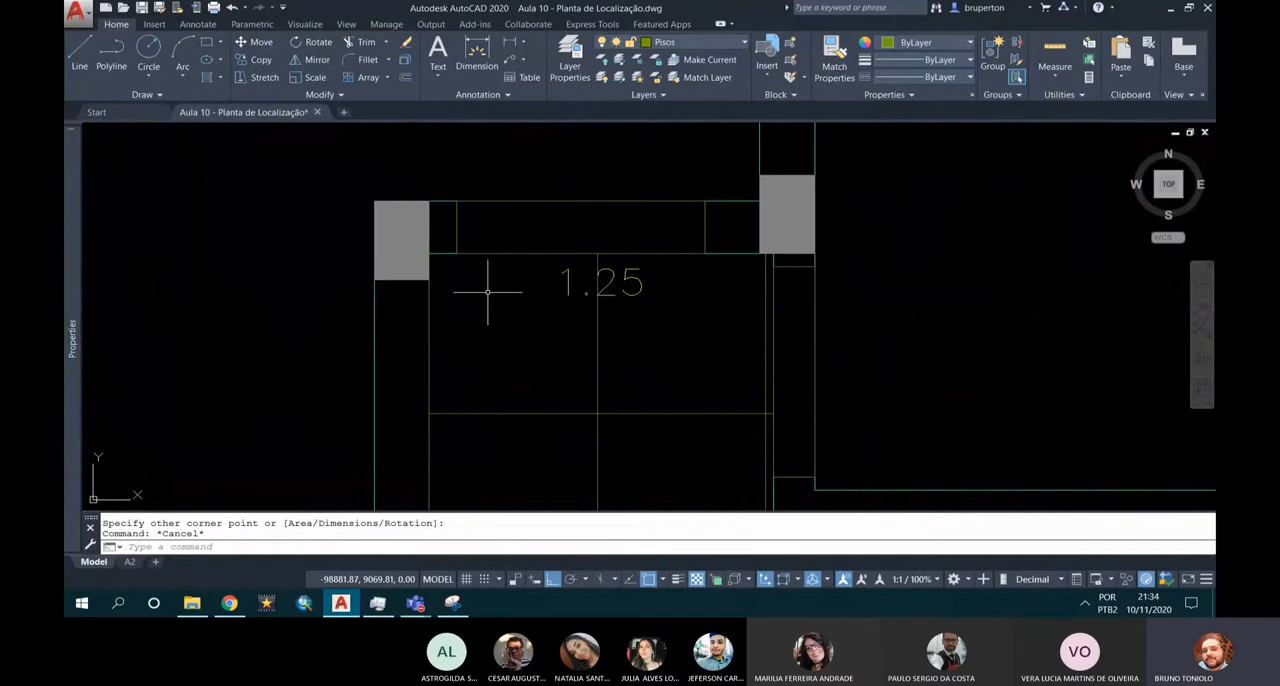 Autodesk AutoCAD 2020 Aula 10 - Planta de Localização.dwg
Type a keyword or phrase
bruperton
Home Insert Annotate Parametric View Manage Output Add-ins Collaborate Express Tools Featured Apps
Line Polyline Circle Arc
Move Rotate Trim
Copy Mirror Fillet
Stretch Scale Array
Text Dimension Table
Layer Properties
Pisos
Make Current
Match Layer
Insert
Match Properties
ByLayer
ByLayer
ByLayer
Group Measure Paste Base
Draw Modify Annotation Layers Block Properties Groups Utilities Clipboard View
Start Aula 10 - Planta de Localização*
N
W TOP E
S
WCS
1.25
Properties
Y
X
Specify other corner point or [Area/Dimensions/Rotation]:
Command: *Cancel*
Type a command
Model A2
-98881.87, 9069.81, 0.00 MODEL 1:1 / 100% Decimal
POR
PTB2
21:34
10/11/2020
AL VO
ASTROGILDA S... CESAR AUGUST... NATALIA SANT... JULIA ALVES LO... JEFERSON CAR... MARILIA FERREIRA ANDRADE PAULO SERGIO DA COSTA VERA LUCIA MARTINS DE OLIVEIRA BRUNO TONIOLO